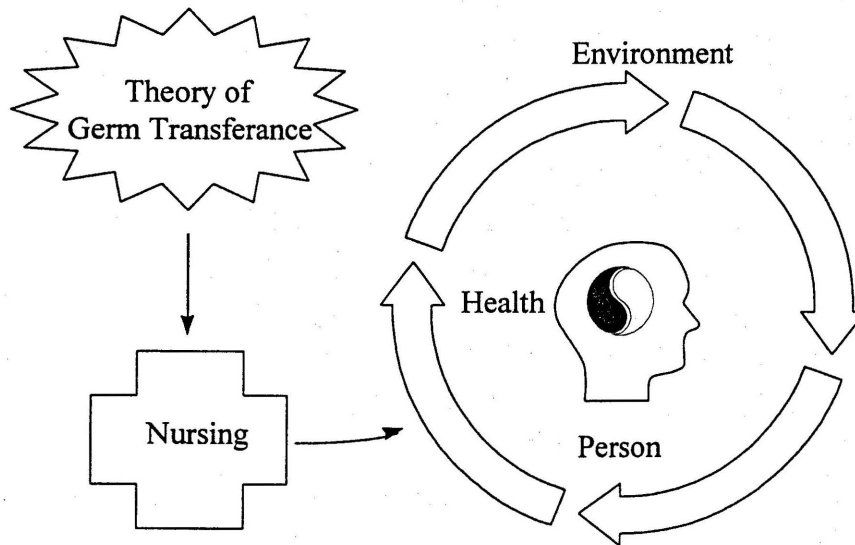 Theory of
Germ Transferance
Environment
Health
Nursing
Person